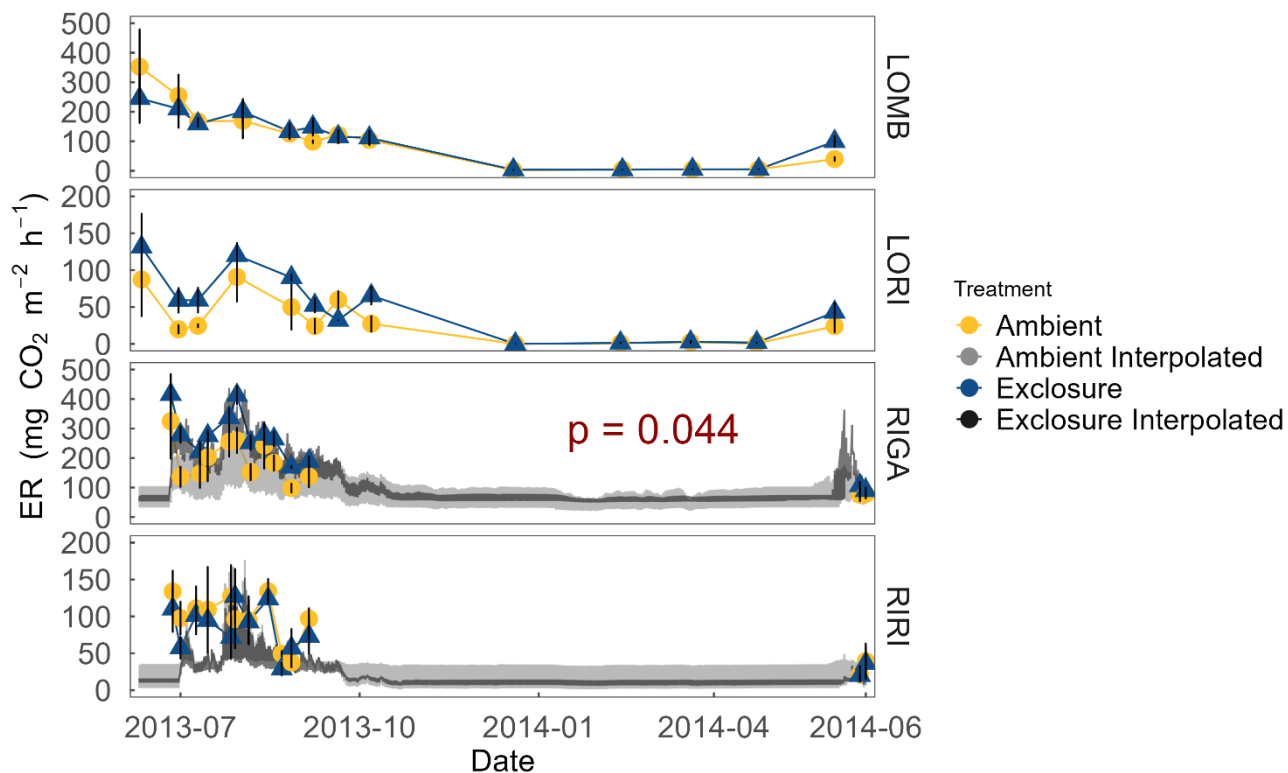 500
400
300
200
100
0
LOMB
200
150
100
50
0
LORI
500
400
300
200
100
0
p = 0.044
RIGA
200
150
100
50
0
RIRI
ER (mg CO₂ m⁻² h⁻¹)
2013-07 2013-10 2014-01 2014-04 2014-06
Date
Treatment
Ambient
Ambient Interpolated
Exclosure
Exclosure Interpolated